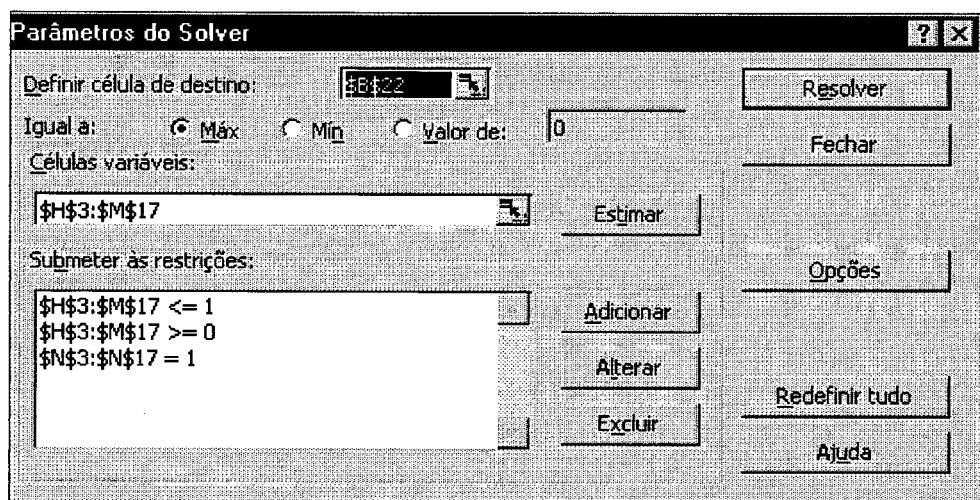 Parâmetros do Solver
Definir célula de destino: $B$22
Resolver
Igual a: Máx Mín Valor de: 0
Fechar
Células variáveis:
$H$3:$M$17
Estimar
Submeter às restrições:
Opções
$H$3:$M$17 <= 1
$H$3:$M$17 >= 0
$N$3:$N$17 = 1
Adicionar
Alterar
Redefinir tudo
Excluir
Ajuda